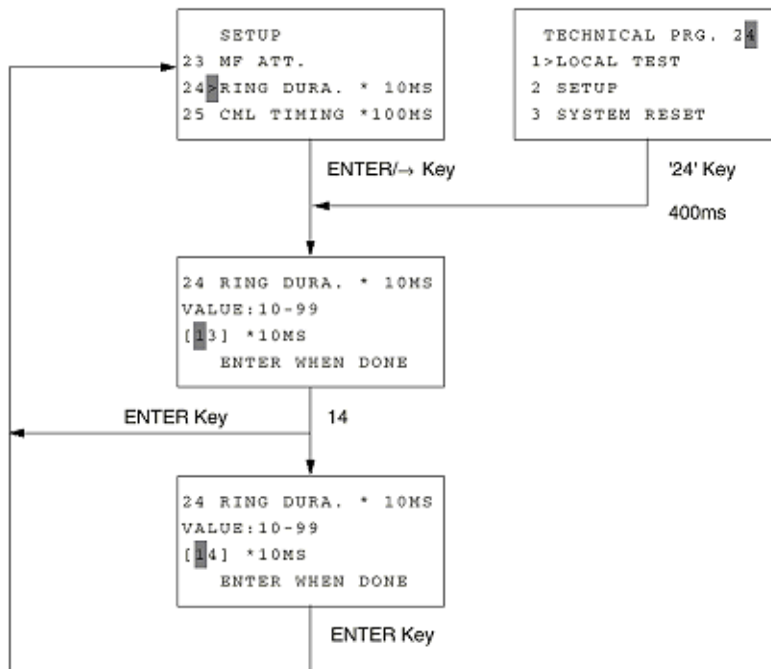 SETUP
23 MF ATT.
24>RING DURA. * 10MS
25 CML TIMING *100MS
TECHNICAL PRG. 24
1>LOCAL TEST
2 SETUP
3 SYSTEM RESET
ENTER/→ Key
'24' Key
400ms
24 RING DURA. * 10MS
VALUE:10-99
[13] *10MS
ENTER WHEN DONE
ENTER Key
14
24 RING DURA. * 10MS
VALUE:10-99
[14] *10MS
ENTER WHEN DONE
ENTER Key